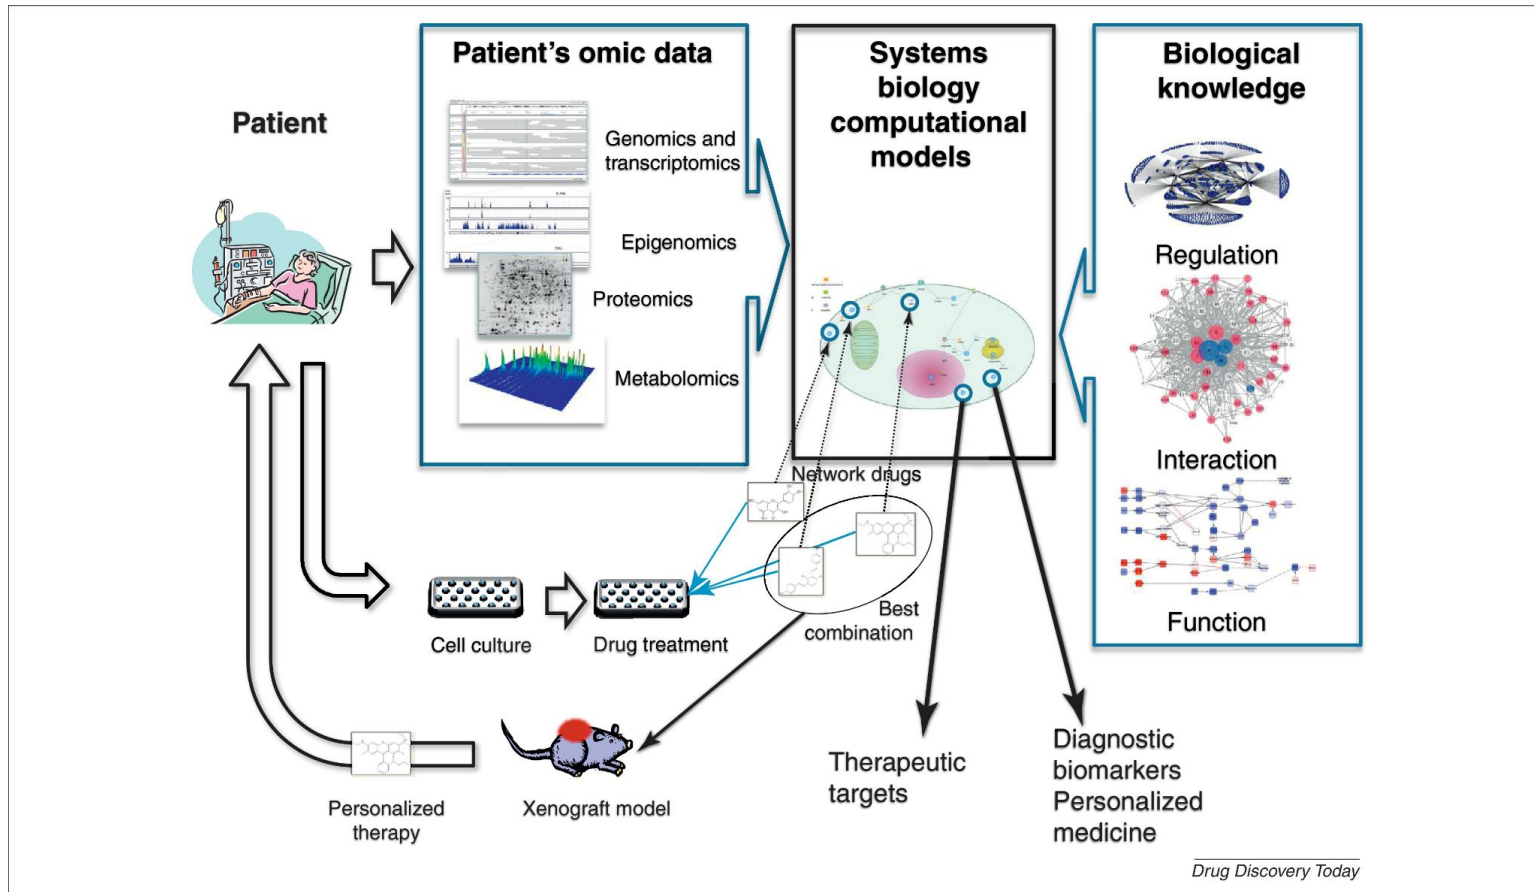 Patient
Patient's omic data
Genomics and
transcriptomics
Epigenomics
Proteomics
Metabolomics
Systems
biology
computational
models
Biological
knowledge
Regulation
Interaction
Function
Network drugs
Best
combination
Cell culture
Drug treatment
Personalized
therapy
Xenograft model
Therapeutic
targets
Diagnostic
biomarkers
Personalized
medicine
Drug Discovery Today